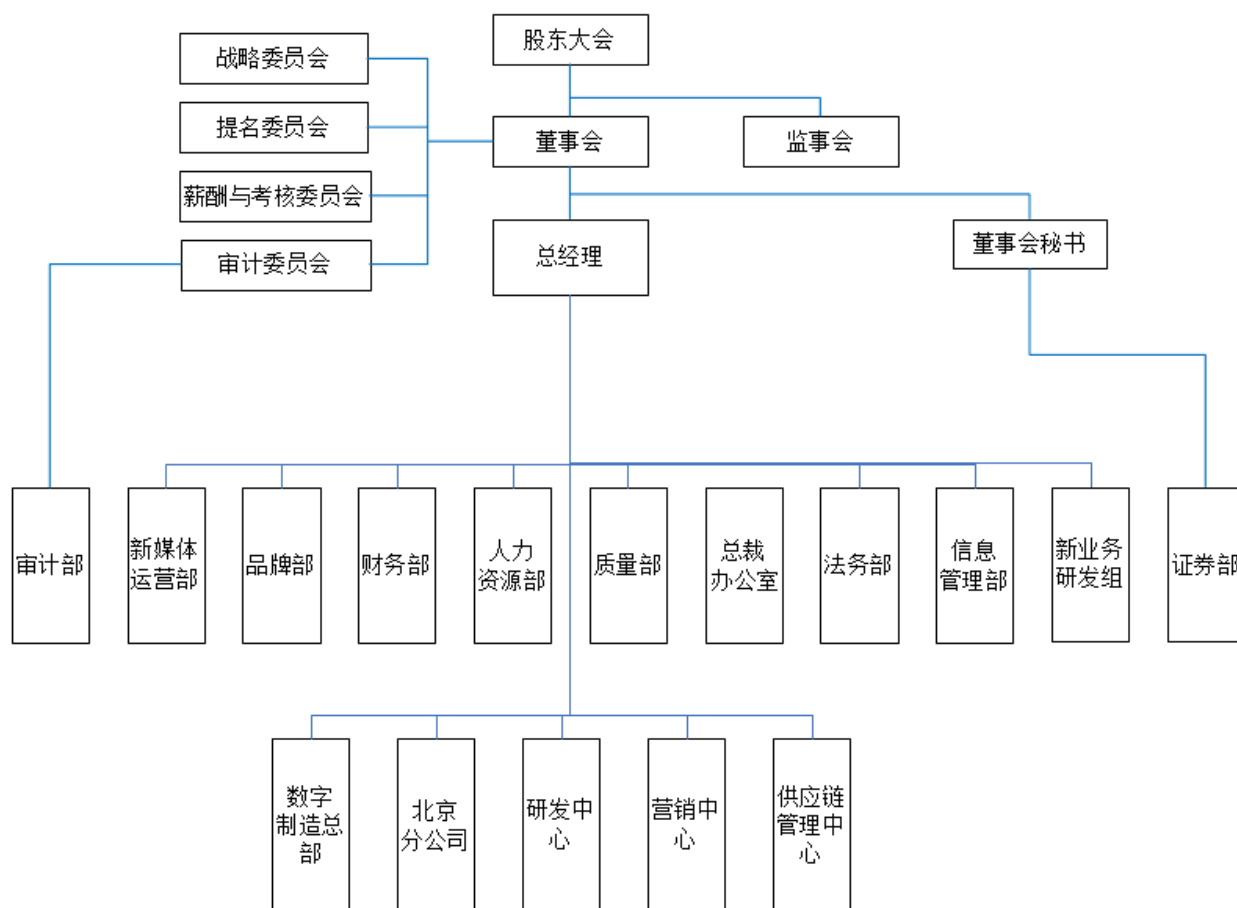 股东大会
战略委员会
提名委员会
董事会
监事会
薪酬与考核委员会
总经理
董事会秘书
审计委员会
审计部
新媒体
运营部
品牌部
财务部
人力
资源部
质量部
总裁
办公室
法务部
信息
管理部
新业务
研发组
证券部
数字
制造总
部
北京
分公司
研发中
心
营销中
心
供应链
管理中
心